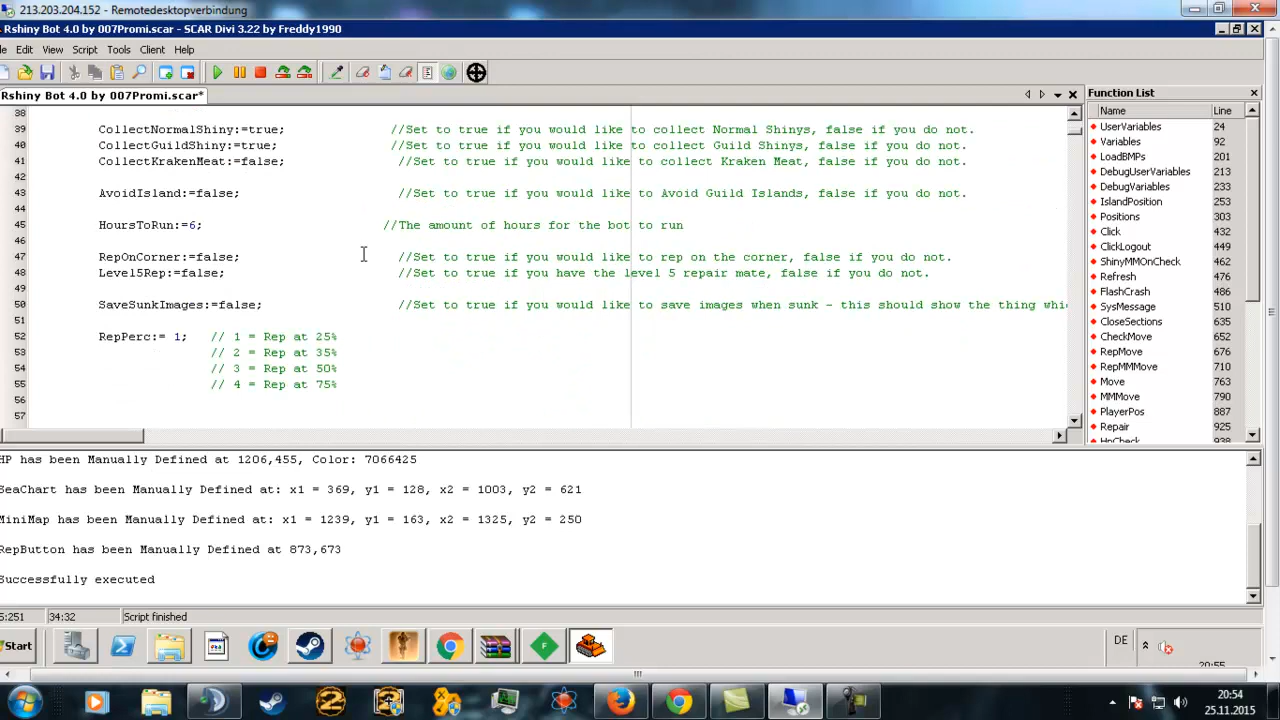 213.203.204.152 - Remotedesktopverbindung
Rshiny Bot 4.0 by 007Promi.scar - SCAR Divi 3.22 by Freddy1990
le Edit View Script Tools Client Help
Rshiny Bot 4.0 by 007Promi.scar*
38
39 CollectNormalShiny:=true; //Set to true if you would like to collect Normal Shinys, false if you do not.
40 CollectGuildShiny:=true; //Set to true if you would like to collect Guild Shinys, false if you do not.
41 CollectKrakenMeat:=false; //Set to true if you would like to collect Kraken Meat, false if you do not.
42
43 AvoidIsland:=false; //Set to true if you would like to Avoid Guild Islands, false if you do not.
44
45 HoursToRun:=6; //The amount of hours for the bot to run
46
47 RepOnCorner:=false; //Set to true if you would like to rep on the corner, false if you do not.
48 Level5Rep:=false; //Set to true if you have the level 5 repair mate, false if you do not.
49
50 SaveSunkImages:=false; //Set to true if you would like to save images when sunk - this should show the thing whi
51
52 RepPerc:= 1; // 1 = Rep at 25%
53 // 2 = Rep at 35%
54 // 3 = Rep at 50%
55 // 4 = Rep at 75%
56
57
Function List
Name Line
UserVariables 24
Variables 92
LoadBMPs 201
DebugUserVariables 213
DebugVariables 233
IslandPosition 253
Positions 303
Click 432
ClickLogout 449
ShinyMMOnCheck 462
Refresh 476
FlashCrash 486
SysMessage 510
CloseSections 635
CheckMove 656
RepMove 676
RepMMMove 710
Move 763
MMMove 790
PlayerPos 887
Repair 925
HpCheck 938
HP has been Manually Defined at 1206,455, Color: 7066425
SeaChart has been Manually Defined at: x1 = 369, y1 = 128, x2 = 1003, y2 = 621
MiniMap has been Manually Defined at: x1 = 1239, y1 = 163, x2 = 1325, y2 = 250
RepButton has been Manually Defined at 873,673
Successfully executed
5:251 34:32 Script finished
Start
DE
20:55
20:54
25.11.2015